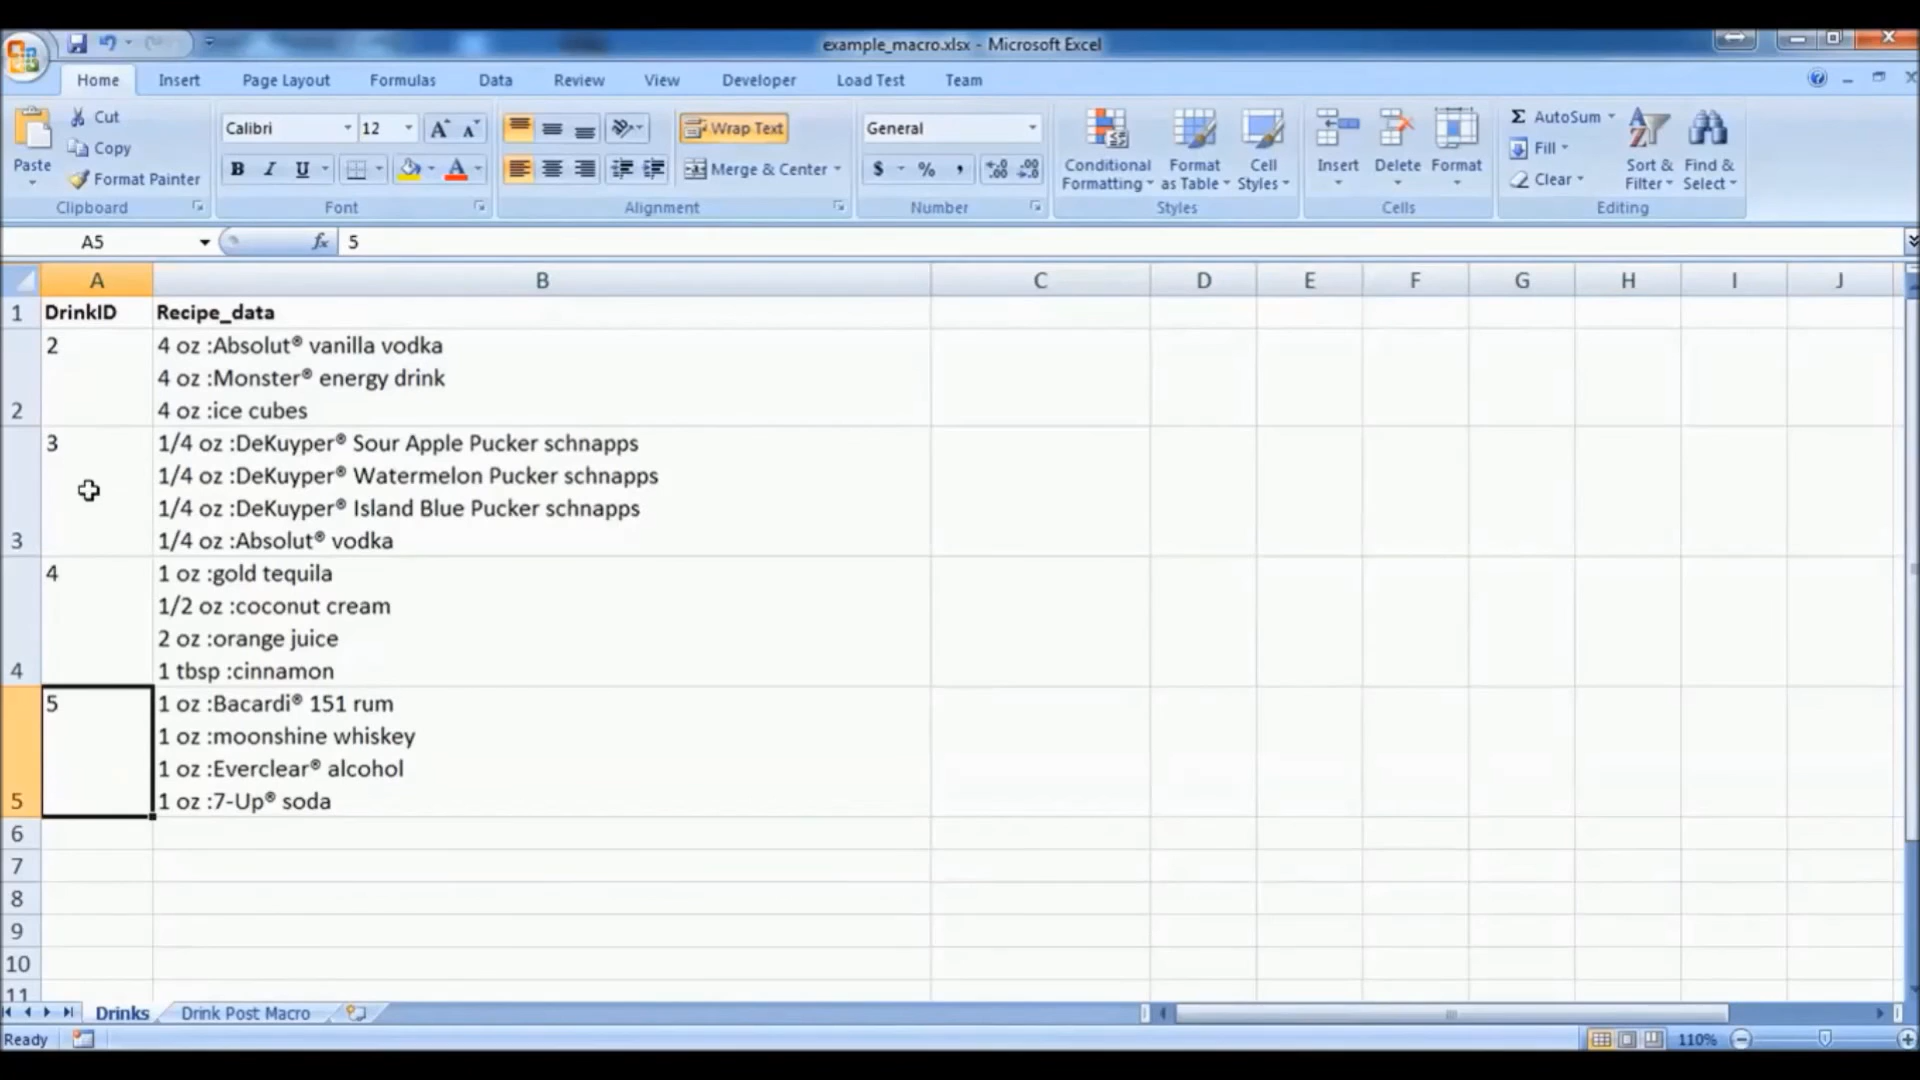 example_macro.xlsx - Microsoft Excel
Home Insert Page Layout Formulas Data Review View Developer Load Test Team
Paste
Cut
Copy
Format Painter
Clipboard
Calibri 12
B I U
Font
Wrap Text
Merge & Center
Alignment
General
$ % ,
Number
Conditional Formatting
Format as Table
Cell Styles
Styles
Insert Delete Format
Cells
AutoSum
Fill
Clear
Sort & Filter
Find & Select
Editing
A5 fx 5
A B C D E F G H I J
1 DrinkID Recipe_data
2 4 oz :Absolut® vanilla vodka
4 oz :Monster® energy drink
2 4 oz :ice cubes
3 1/4 oz :DeKuyper® Sour Apple Pucker schnapps
1/4 oz :DeKuyper® Watermelon Pucker schnapps
1/4 oz :DeKuyper® Island Blue Pucker schnapps
3 1/4 oz :Absolut® vodka
4 1 oz :gold tequila
1/2 oz :coconut cream
2 oz :orange juice
4 1 tbsp :cinnamon
5 1 oz :Bacardi® 151 rum
1 oz :moonshine whiskey
1 oz :Everclear® alcohol
5 1 oz :7-Up® soda
6
7
8
9
10
11
Drinks Drink Post Macro
Ready 110%